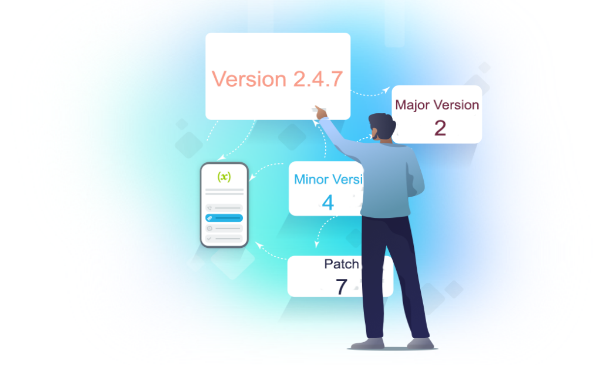 Version 2.4.7
Major Version
2
(x)
Minor Versi
4
Patch
7